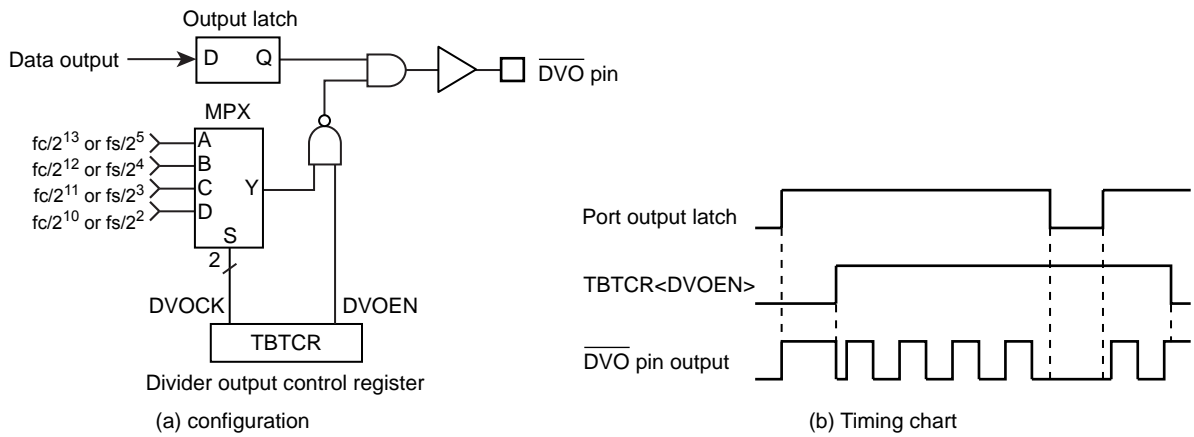 Output latch
Data output
D Q
DVO pin
MPX
fc/2^13 or fs/2^5
A
fc/2^12 or fs/2^4
B
fc/2^11 or fs/2^3
C
Y
fc/2^10 or fs/2^2
D
S
2
DVOCK
DVOEN
TBTCR
Divider output control register
(a) configuration
Port output latch
TBTCR<DVOEN>
DVO pin output
(b) Timing chart